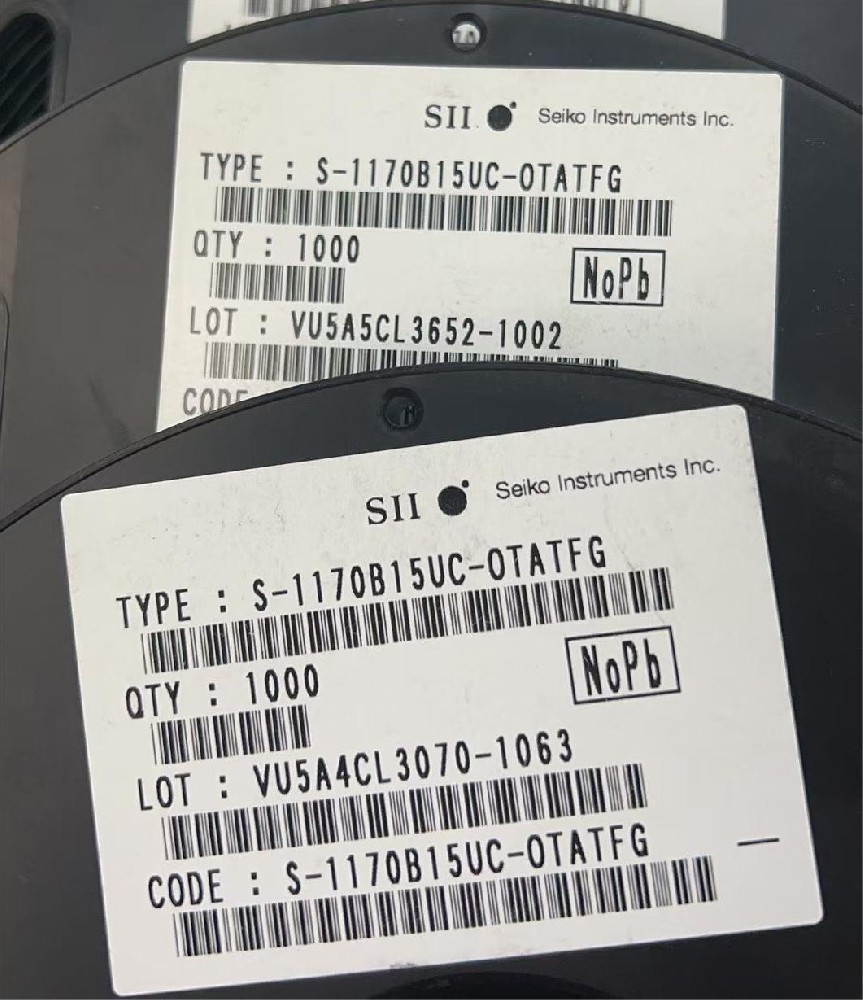 SII Seiko Instruments Inc.
TYPE : S-1170B15UC-OTATFG
QTY : 1000
NoPb
LOT : VU5A5CL3652-1002
CODE
SII Seiko Instruments Inc.
TYPE : S-1170B15UC-OTATFG
QTY : 1000
NoPb
LOT : VU5A4CL3070-1063
CODE : S-1170B15UC-OTATFG